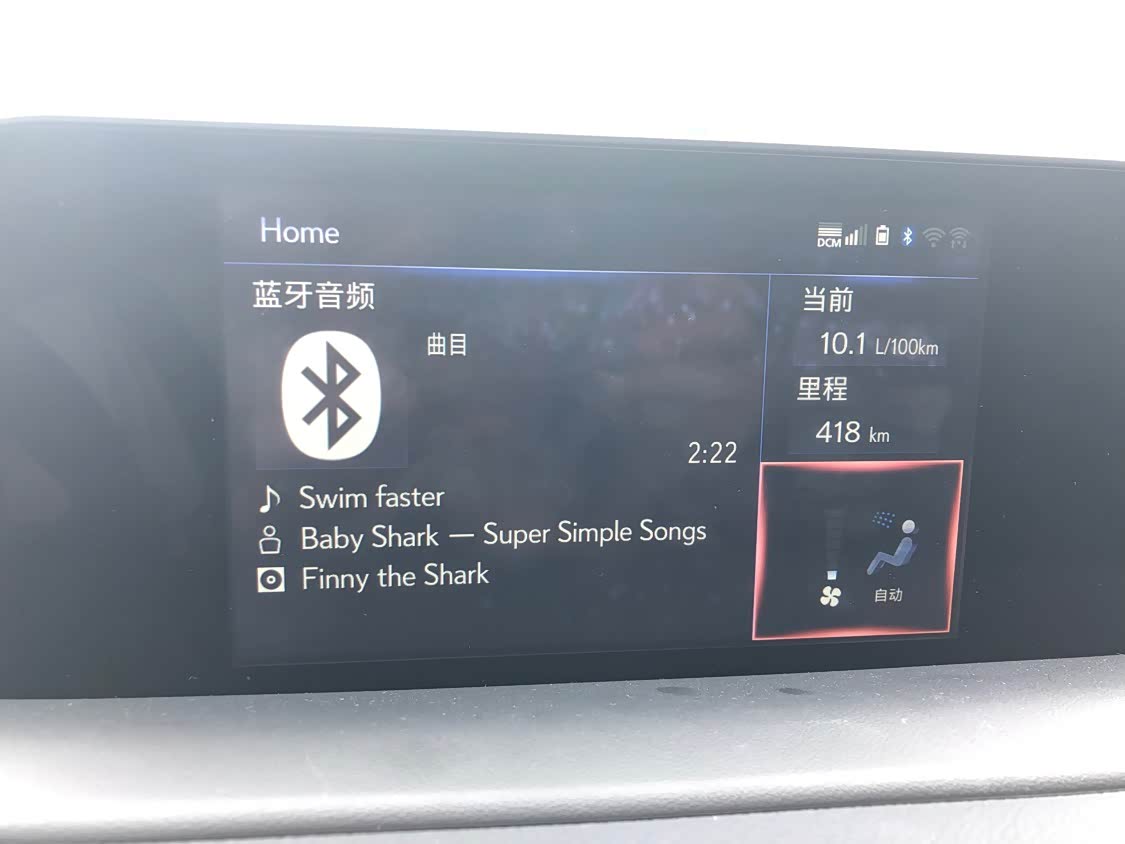 Home
DCM
蓝牙音频
曲目
2:22
Swim faster
Baby Shark — Super Simple Songs
Finny the Shark
当前
10.1 L/100km
里程
418 km
自动